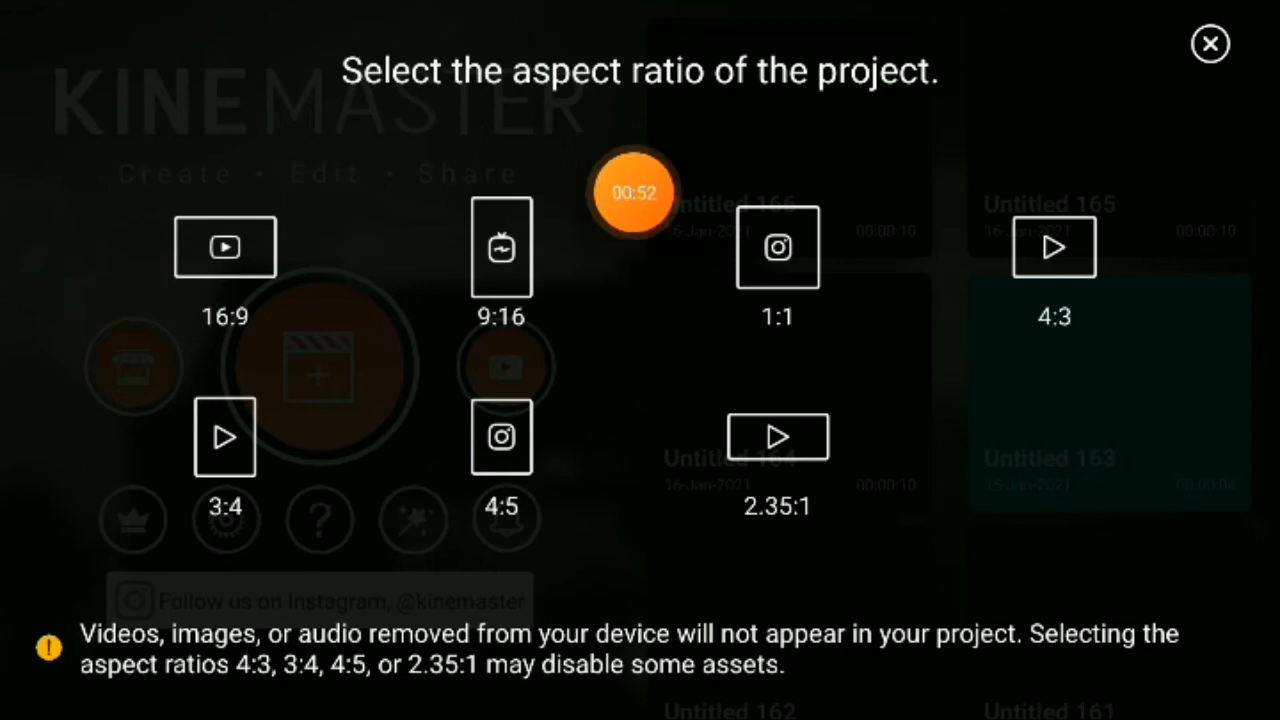 Select the aspect ratio of the project.
KINEMASTER
Create • Edit • Share
00:52
Untitled 166
16-Jan-2021
00:00:10
Untitled 165
16-Jan-2021
00:00:10
16:9
9:16
1:1
4:3
Untitled 164
16-Jan-2021
00:00:10
Untitled 163
15-Jan-2021
3:4
4:5
2.35:1
Follow us on Instagram, @kinemaster
Videos, images, or audio removed from your device will not appear in your project. Selecting the
aspect ratios 4:3, 3:4, 4:5, or 2.35:1 may disable some assets.
Untitled 162
Untitled 161